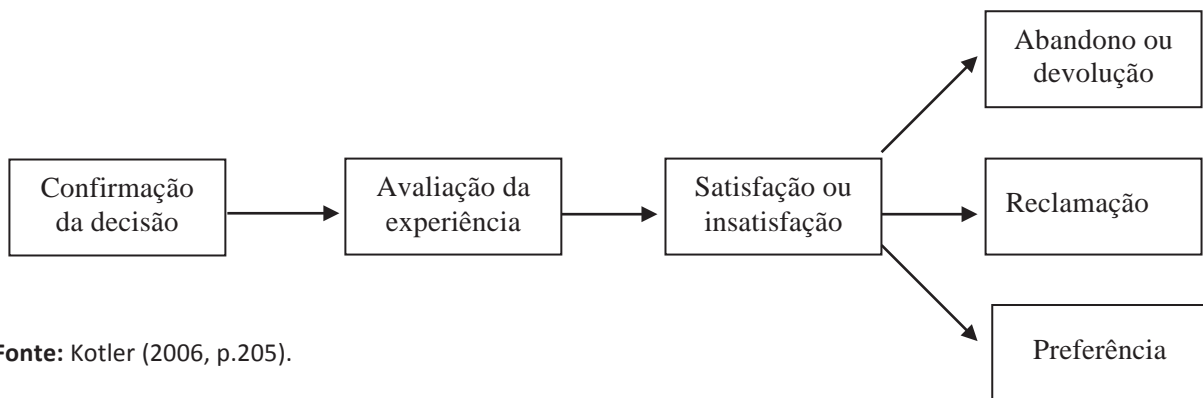 Abandono ou
devolução
Confirmação
da decisão
Avaliação da
experiência
Satisfação ou
insatisfação
Reclamação
Preferência
Fonte: Kotler (2006, p.205).